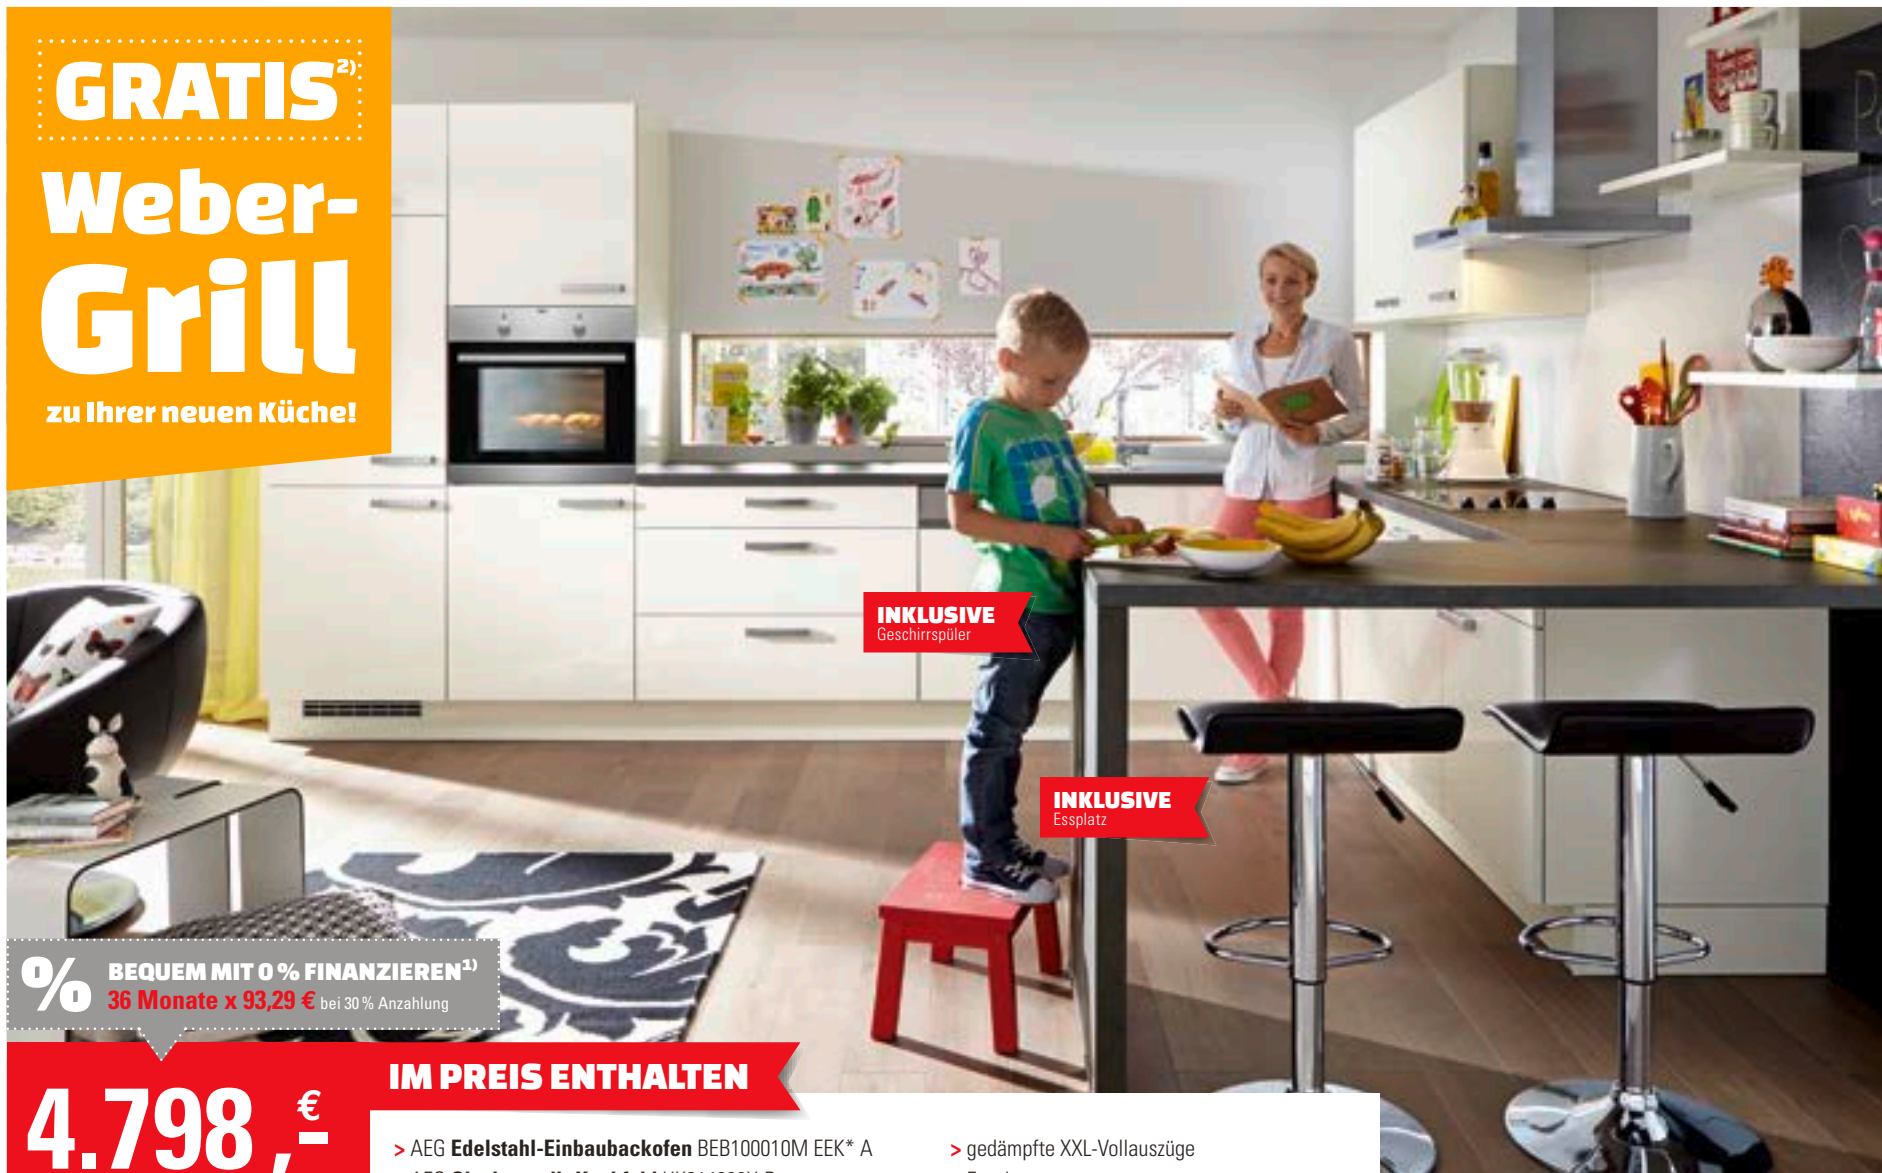 GRATIS²⁾
Weber-
Grill
zu Ihrer neuen Küche!
INKLUSIVE
Geschirrspüler
INKLUSIVE
Essplatz
% BEQUEM MIT 0 % FINANZIEREN¹⁾
36 Monate x 93,29 € bei 30 % Anzahlung
4.798,- €
IM PREIS ENTHALTEN
> AEG Edelstahl-Einbaubackofen BEB100010M EEK* A
> gedämpfte XXL-Vollauszüge